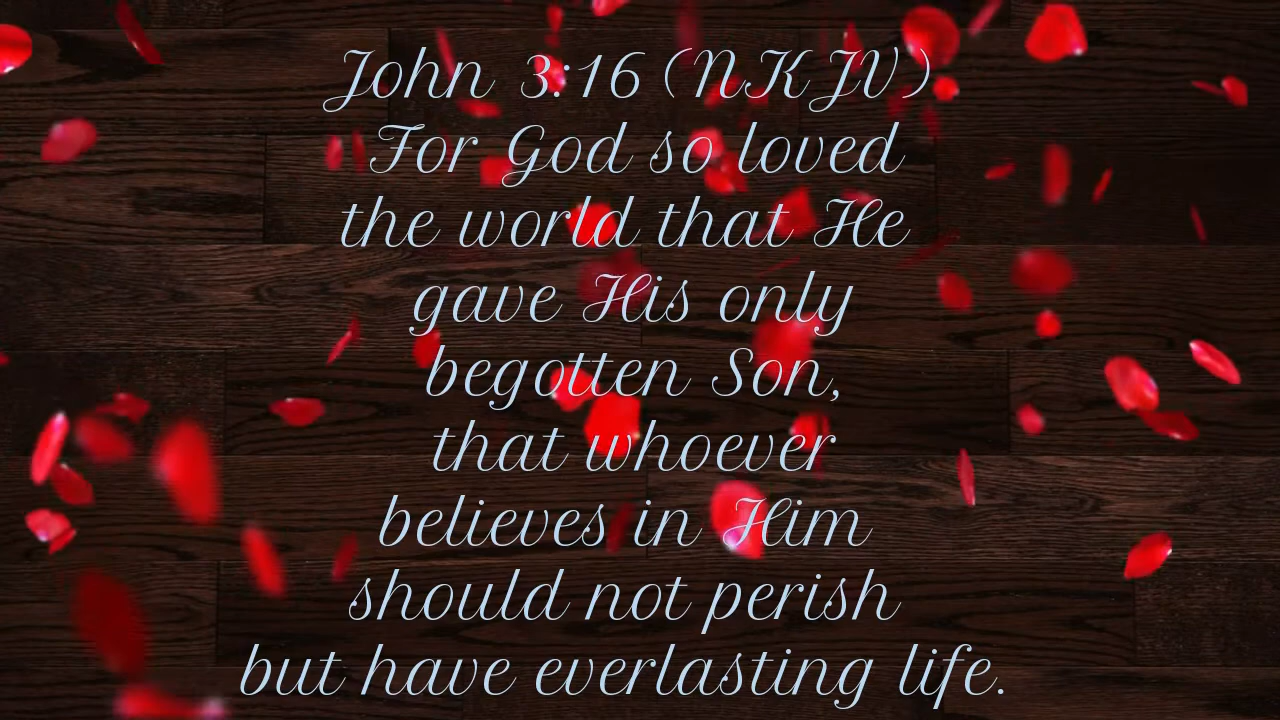 John 3:16 (NKJV)
For God so loved
the world that He
gave His only
begotten Son,
that whoever
believes in Him
should not perish
but have everlasting life.